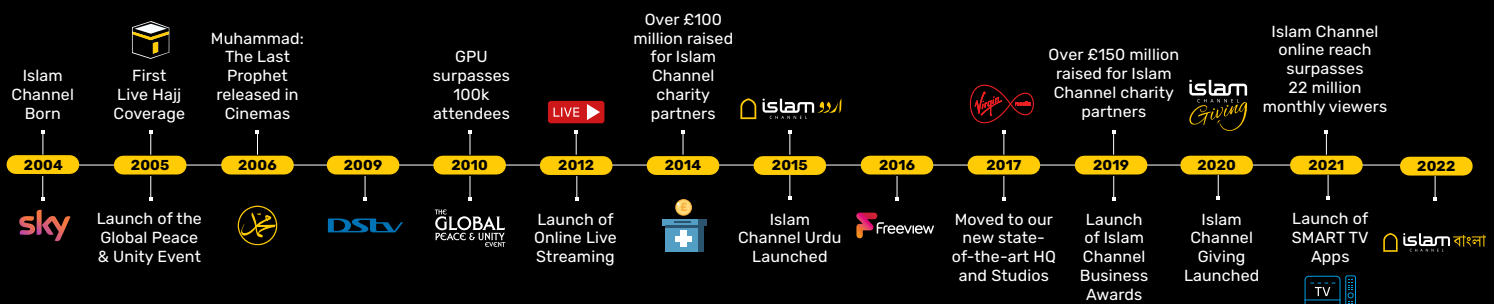 Islam
Channel
Born
2004
sky
First
Live Hajj
Coverage
2005
Launch of the
Global Peace
& Unity Event
Muhammad:
The Last
Prophet
released in
Cinemas
2006
محمد
2009
DStv
GPU
surpasses
100k
attendees
2010
THE
GLOBAL
PEACE & UNITY
EVENT
LIVE
2012
Launch of
Online Live
Streaming
Over £100
million raised
for Islam
Channel
charity
partners
2014
£
islam اردو
CHANNEL
2015
Islam
Channel Urdu
Launched
2016
Freeview
Virgin media
2017
Moved to our
new state-
of-the-art HQ
and Studios
Over £150 million
raised for Islam
Channel charity
partners
2019
Launch
of Islam
Channel
Business
Awards
islam
CHANNEL
Giving
2020
Islam
Channel
Giving
Launched
Islam Channel
online reach
surpasses
22 million
monthly viewers
2021
Launch of
SMART TV
Apps
TV
2022
islam বাংলা
CHANNEL